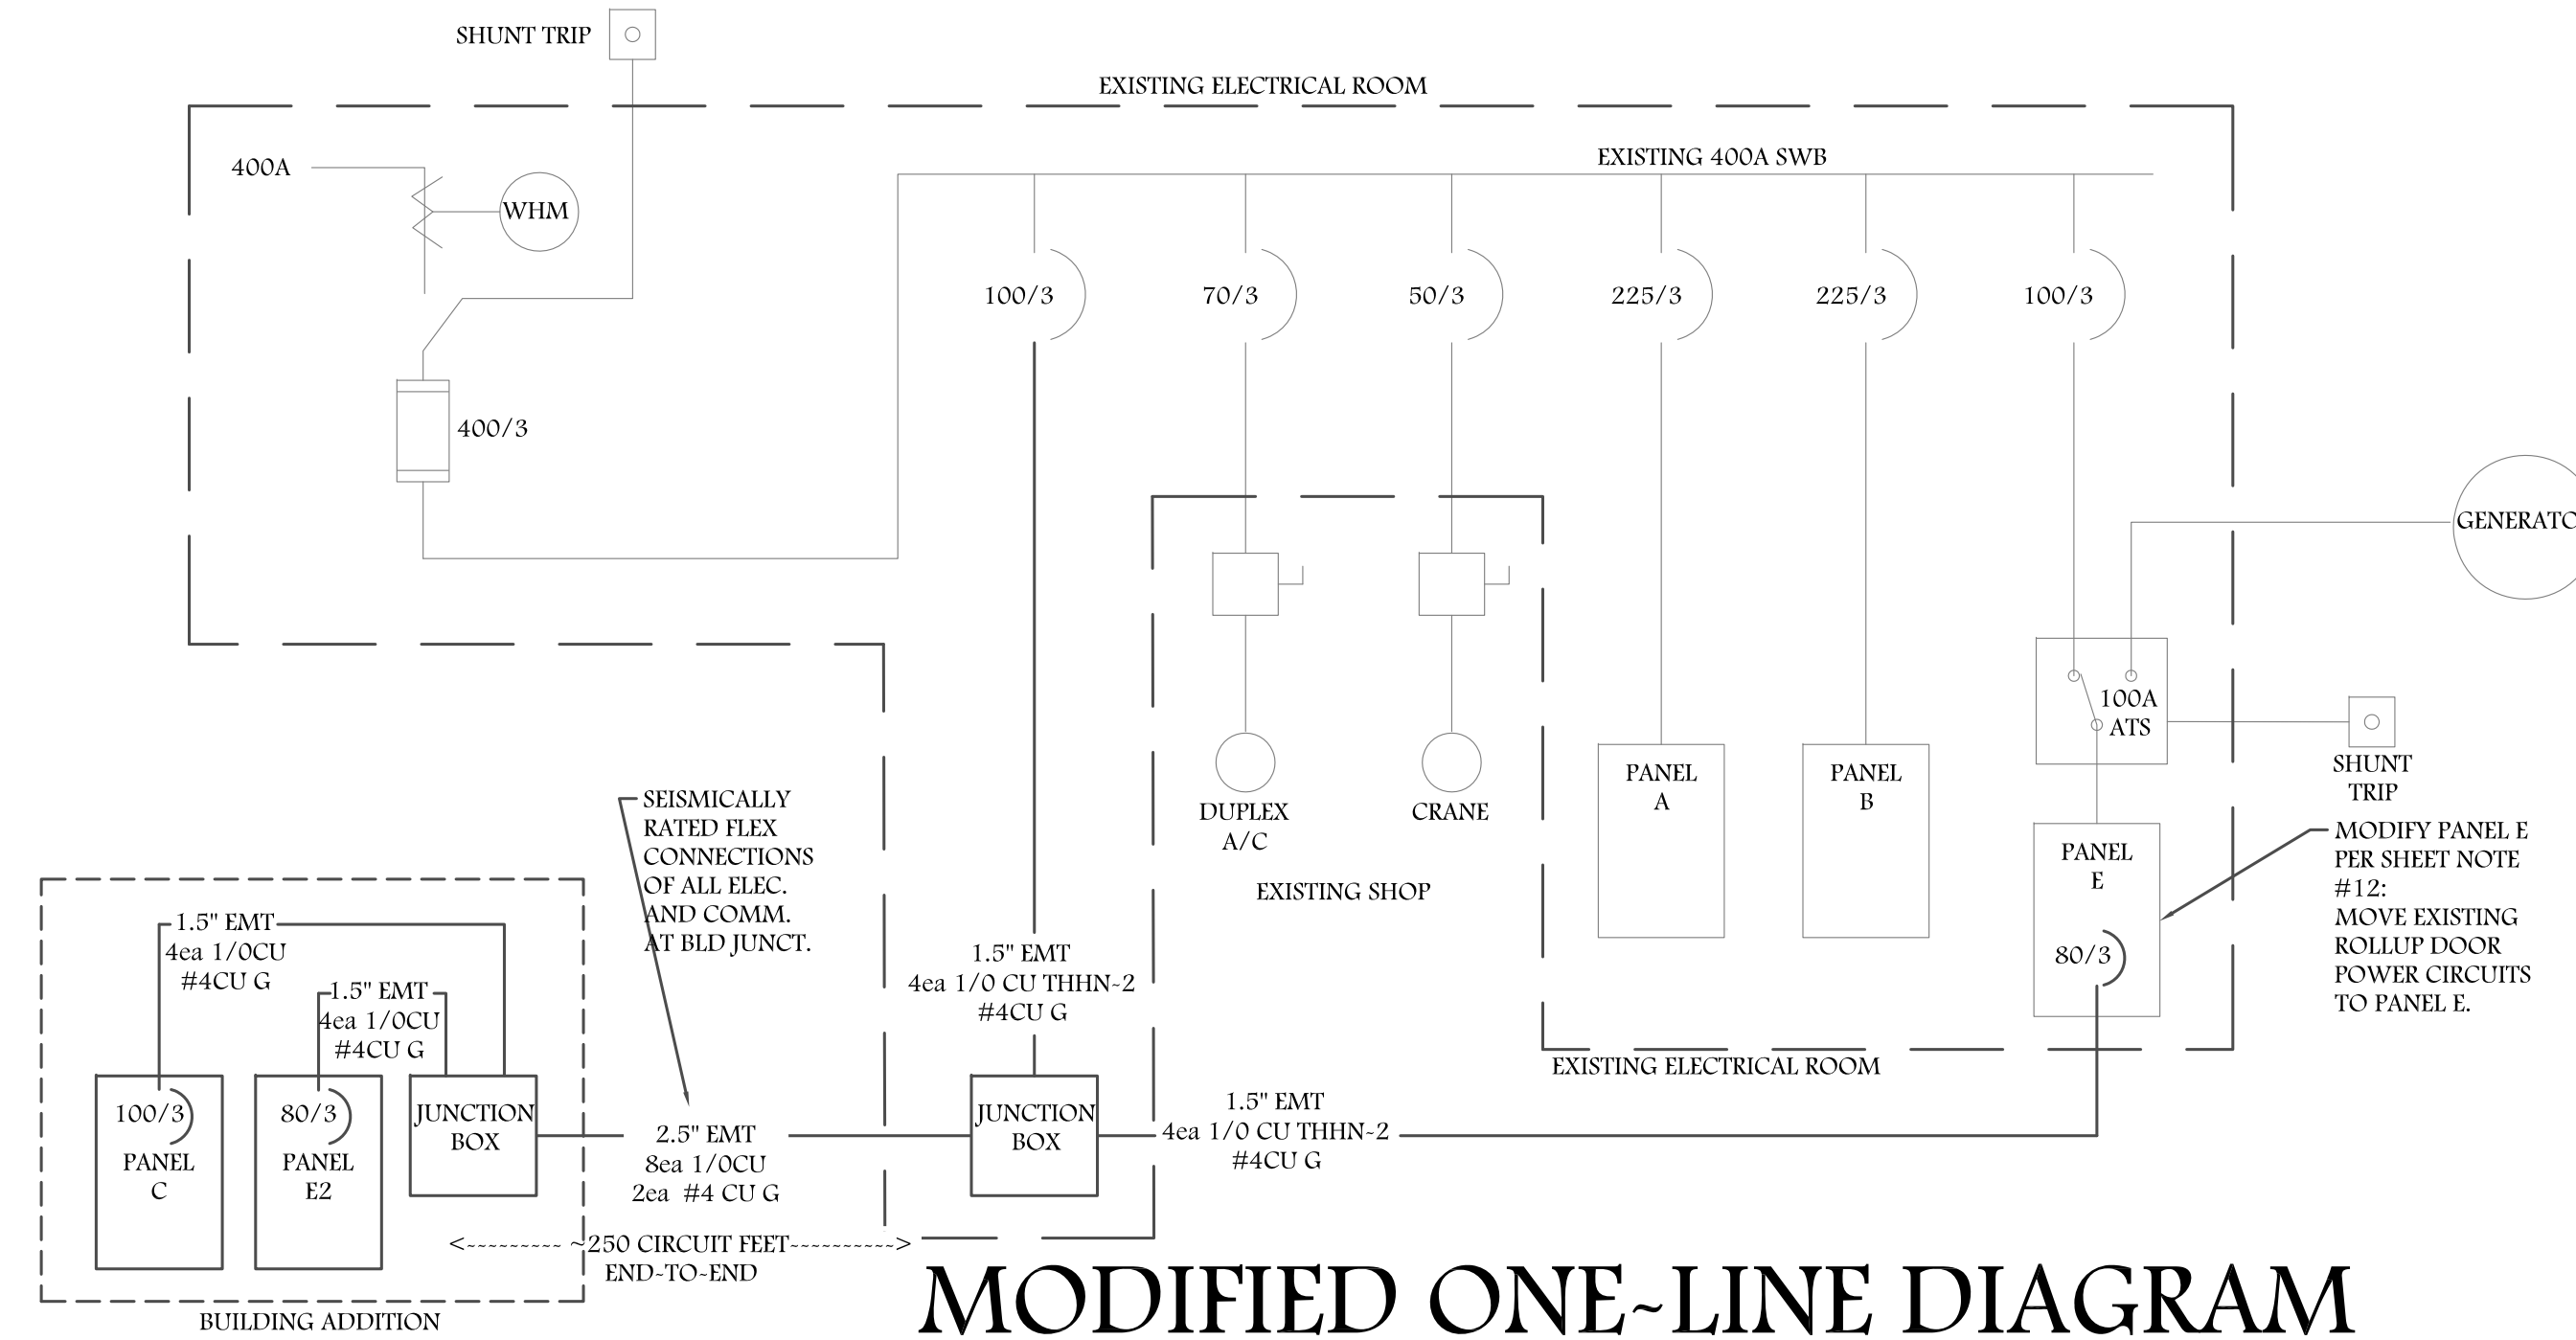 SHUNT TRIP
EXISTING ELECTRICAL ROOM
400A
EXISTING 400A SWB
WHM
100/3
70/3
50/3
225/3
225/3
100/3
400/3
GENERATO
100A
ATS
SHUNT
TRIP
PANEL
A
PANEL
B
DUPLEX
A/C
CRANE
EXISTING SHOP
PANEL
E
80/3
MODIFY PANEL E
PER SHEET NOTE
#12:
MOVE EXISTING
ROLLUP DOOR
POWER CIRCUITS
TO PANEL E.
SEISMICALLY
RATED FLEX
CONNECTIONS
OF ALL ELEC.
AND COMM.
AT BLD JUNCT.
1.5" EMT
4ea 1/0CU
#4CU G
1.5" EMT
4ea 1/0CU
#4CU G
1.5" EMT
4ea 1/0 CU THHN-2
#4CU G
EXISTING ELECTRICAL ROOM
100/3
PANEL
C
80/3
PANEL
E2
JUNCTION
BOX
2.5" EMT
8ea 1/0CU
2ea #4 CU G
JUNCTION
BOX
1.5" EMT
4ea 1/0 CU THHN-2
#4CU G
<--------- ~250 CIRCUIT FEET---------->
END-TO-END
BUILDING ADDITION
MODIFIED ONE-LINE DIAGRAM